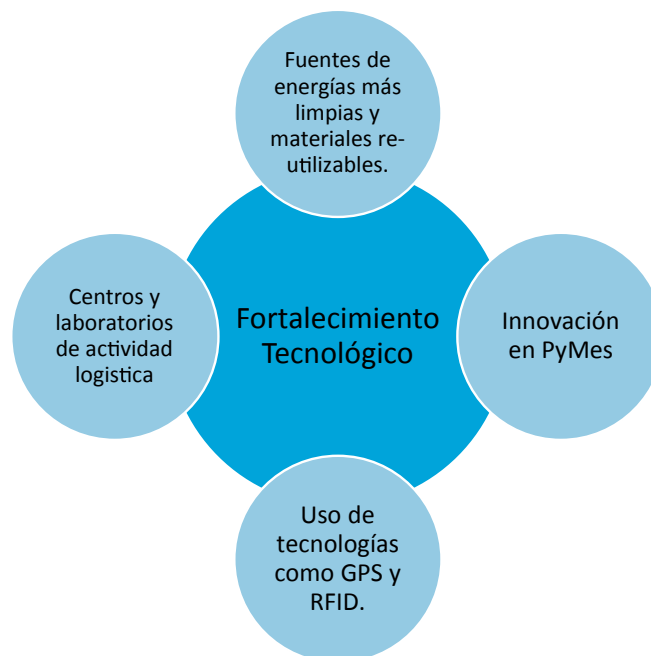 Fuentes de
energías más
limpias y
materiales re-
utilizables.
Centros y
laboratorios
de actividad
logistica
Fortalecimiento
Tecnológico
Innovación
en PyMes
Uso de
tecnologías
como GPS y
RFID.